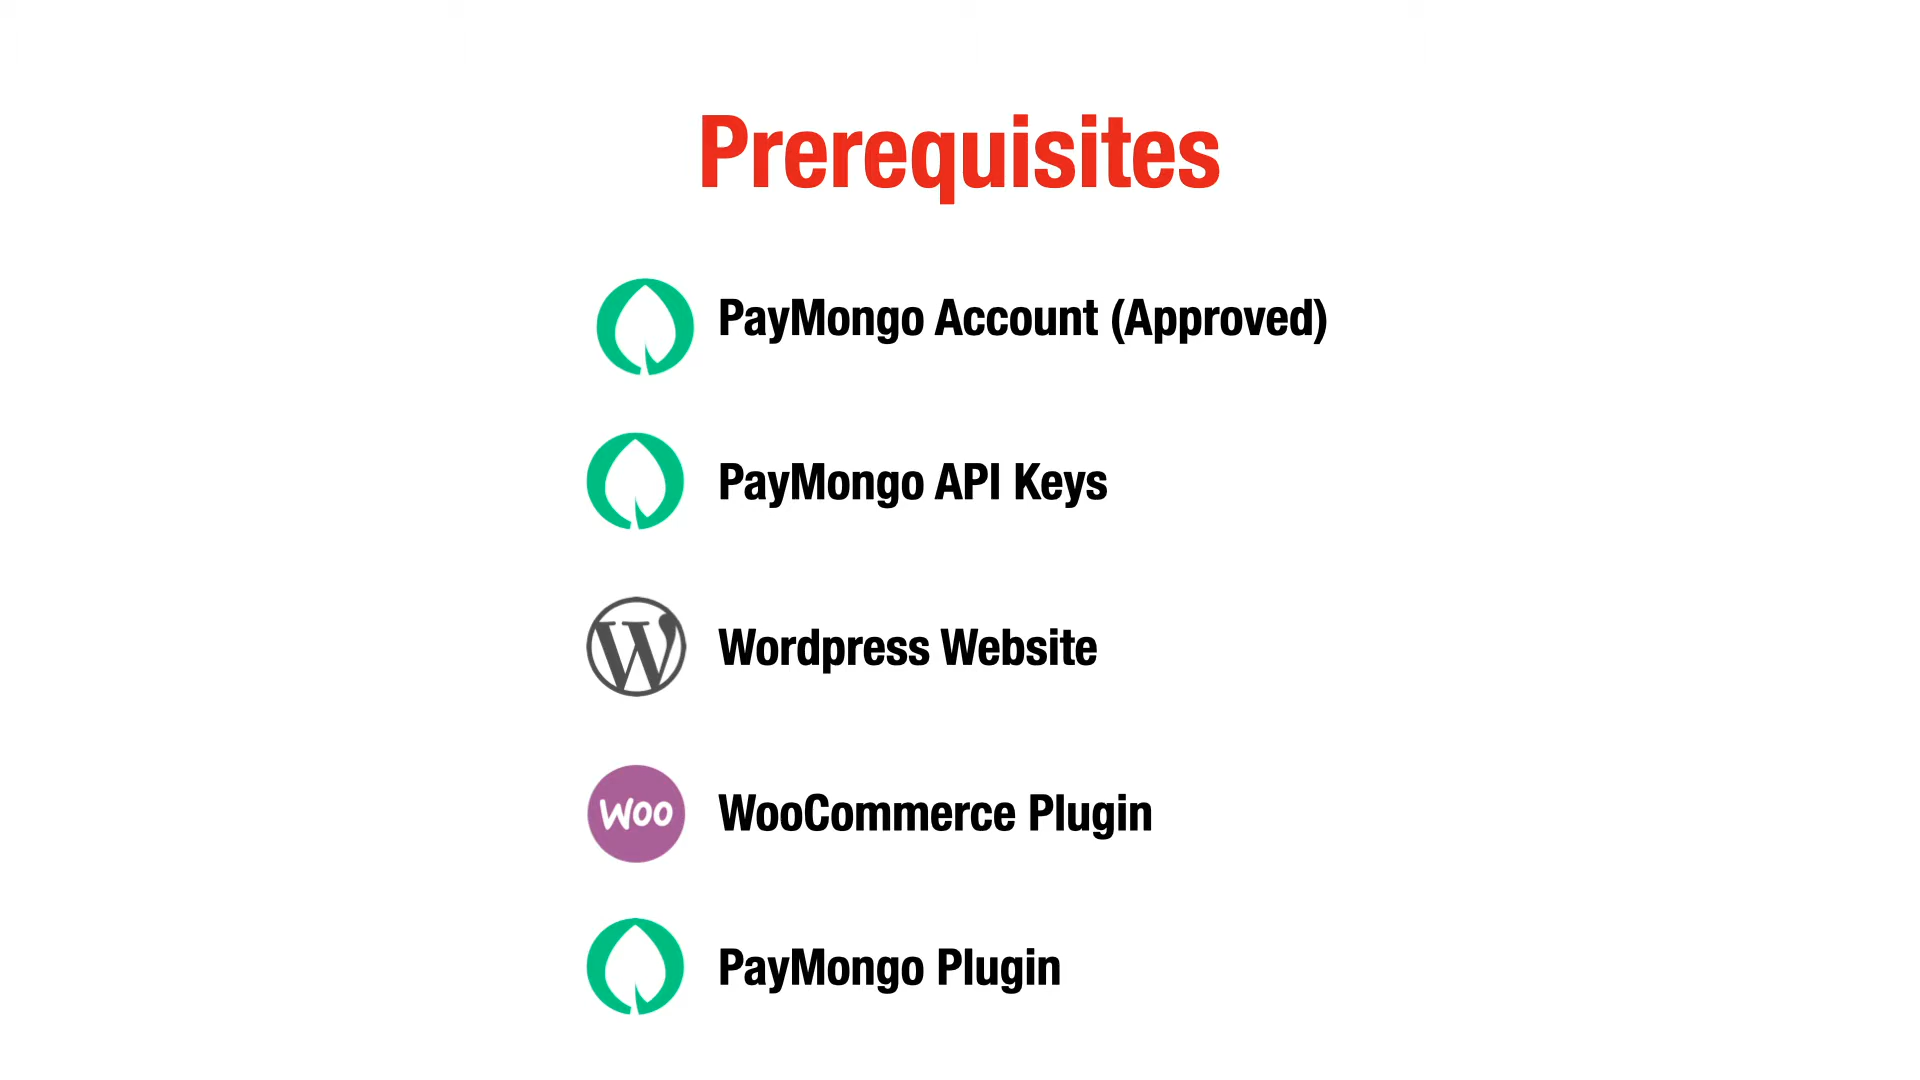 Prerequisites
PayMongo Account (Approved)
PayMongo API Keys
Wordpress Website
Woo WooCommerce Plugin
PayMongo Plugin